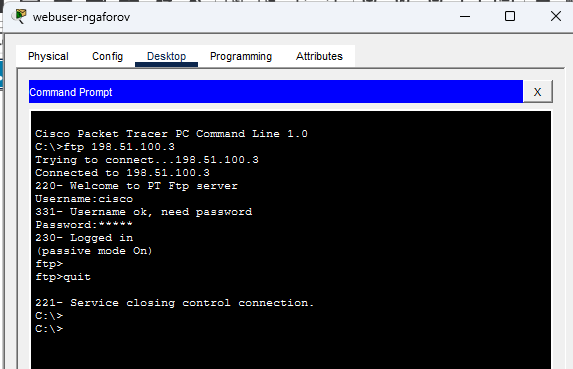 webuser-ngaforov
Physical Config Desktop Programming Attributes
Command Prompt X
Cisco Packet Tracer PC Command Line 1.0
C:\>ftp 198.51.100.3
Trying to connect...198.51.100.3
Connected to 198.51.100.3
220- Welcome to PT Ftp server
Username:cisco
331- Username ok, need password
Password:*****
230- Logged in
(passive mode On)
ftp>
ftp>quit
221- Service closing control connection.
C:\>
C:\>